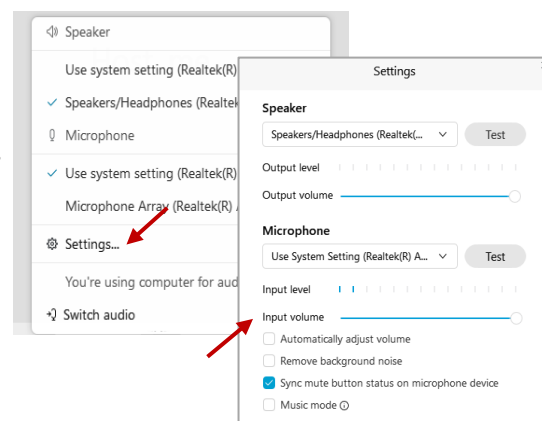 Speaker
Use system setting (Realtek(R)
Speakers/Headphones (Realtek
Microphone
Use system setting (Realtek(R)
Microphone Array (Realtek(R) A
Settings...
You're using computer for aud
Switch audio
Settings
Speaker
Speakers/Headphones (Realtek(... Test
Output level
Output volume
Microphone
Use System Setting (Realtek(R) A... Test
Input level
Input volume
Automatically adjust volume
Remove background noise
Sync mute button status on microphone device
Music mode